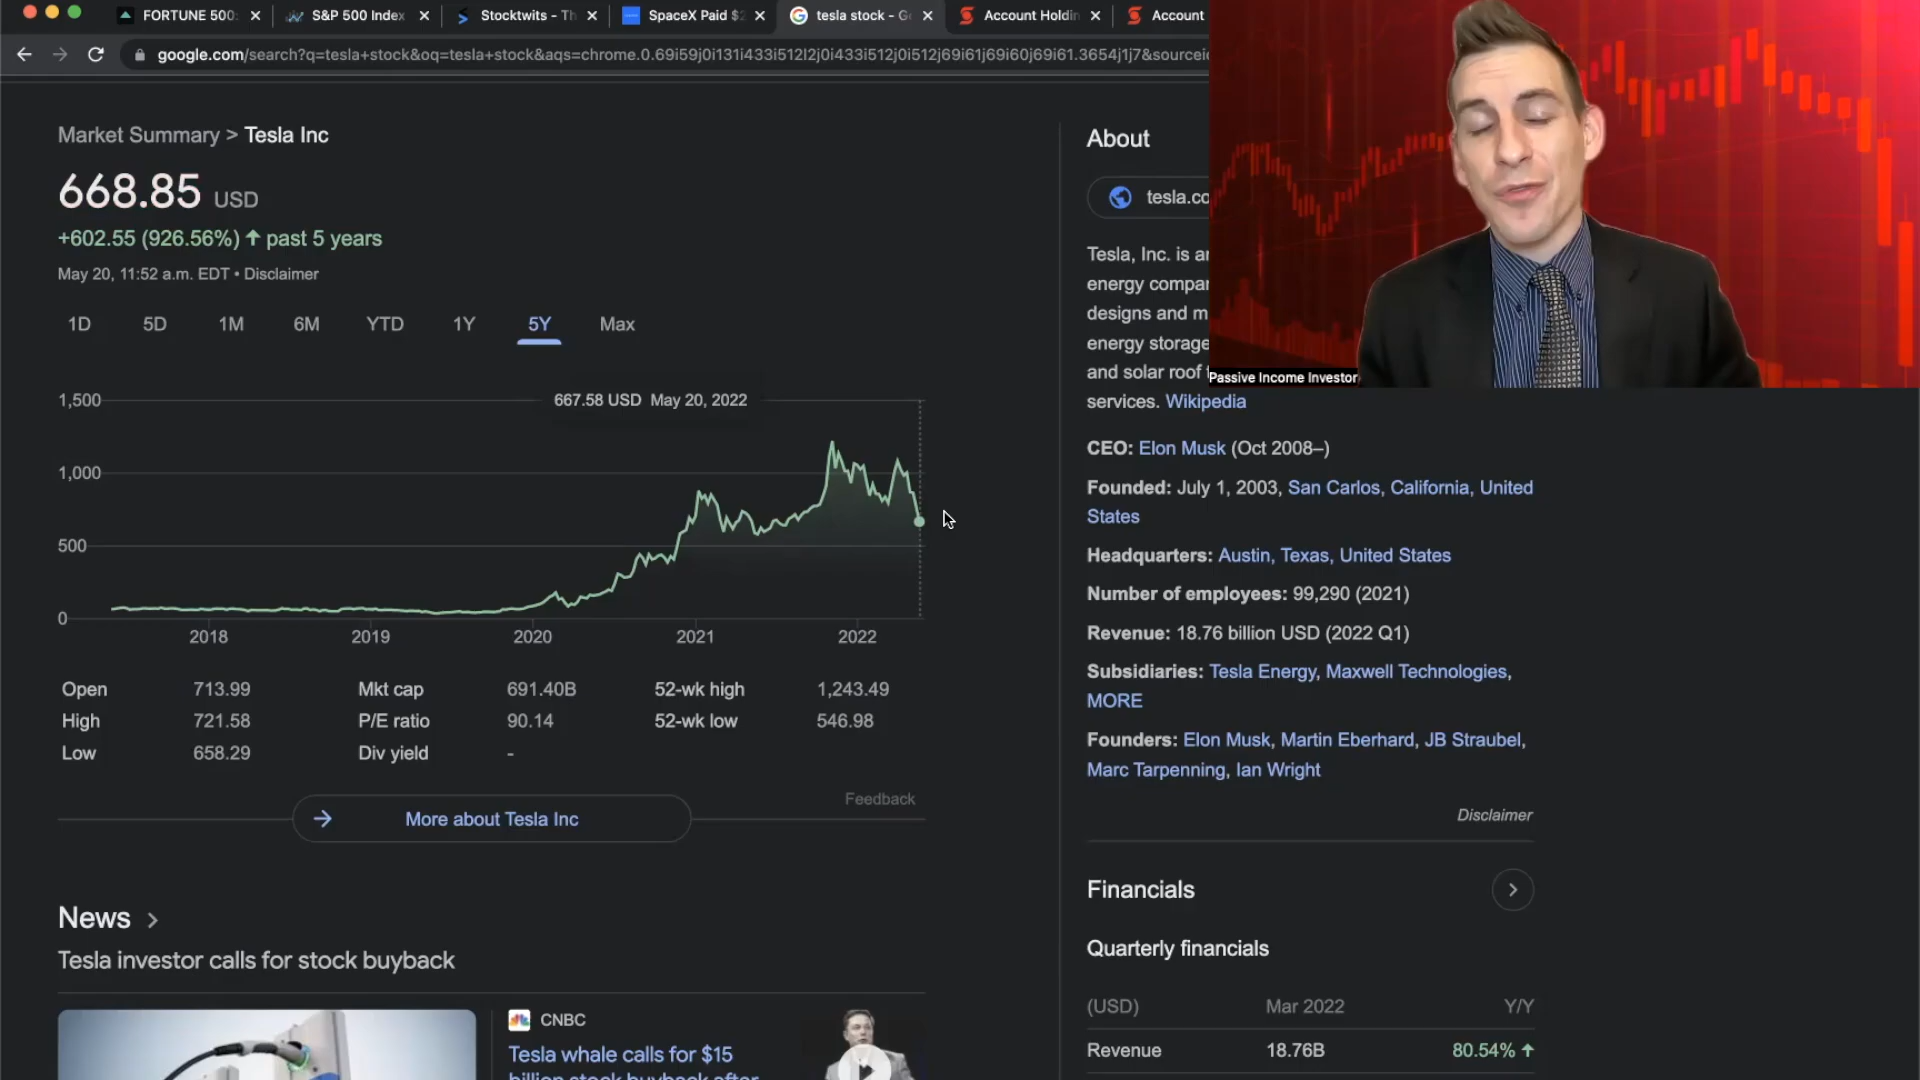 FORTUNE 500:
S&P 500 Index
Stocktwits - Th
SpaceX Paid $2
tesla stock - Go
Account Holdin
Account
google.com/search?q=tesla+stock&oq=tesla+stock&aqs=chrome.0.69i59j0i131i433i512l2j0i433i512j0i512j69i61j69i60j69i61.3654j1j7&sourcei
Market Summary > Tesla Inc
668.85 USD
+602.55 (926.56%) ↑ past 5 years
May 20, 11:52 a.m. EDT • Disclaimer
1D 5D 1M 6M YTD 1Y 5Y Max
667.58 USD May 20, 2022
1,500
1,000
500
0
2018 2019 2020 2021 2022
Open 713.99 Mkt cap 691.40B 52-wk high 1,243.49
High 721.58 P/E ratio 90.14 52-wk low 546.98
Low 658.29 Div yield -
Feedback
More about Tesla Inc
News >
Tesla investor calls for stock buyback
CNBC
Tesla whale calls for $15
billion stock buyback after
About
tesla.co
Tesla, Inc. is an
energy compan
designs and m
energy storage
and solar roof
services. Wikipedia
Passive Income Investor
CEO: Elon Musk (Oct 2008–)
Founded: July 1, 2003, San Carlos, California, United
States
Headquarters: Austin, Texas, United States
Number of employees: 99,290 (2021)
Revenue: 18.76 billion USD (2022 Q1)
Subsidiaries: Tesla Energy, Maxwell Technologies,
MORE
Founders: Elon Musk, Martin Eberhard, JB Straubel,
Marc Tarpenning, Ian Wright
Disclaimer
Financials
Quarterly financials
(USD) Mar 2022 Y/Y
Revenue 18.76B 80.54% ↑